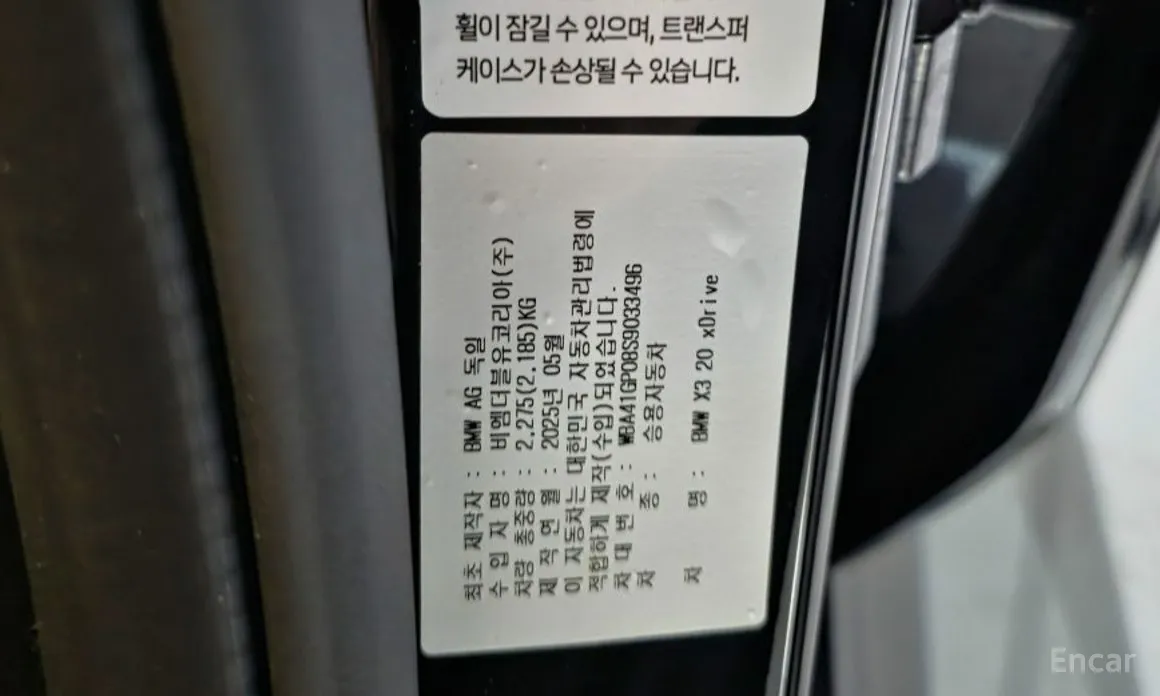 휠이 잠길 수 있으며, 트랜스퍼
케이스가 손상될 수 있습니다.
최초 제작자 : BMW AG 독일
수 입 자 명 : 비엠더블유코리아(주)
차량 총중량 : 2,275(2,185)KG
제 작 연 월 : 2025년 05월
이 자동차는 대한민국 자동차관리법령에
적합하게 제작(수입)되었습니다.
차 대 번 호 : WBA41GP08S9033496
차 종 : 승용자동차
차 명 : BMW X3 20 xDrive
Encar